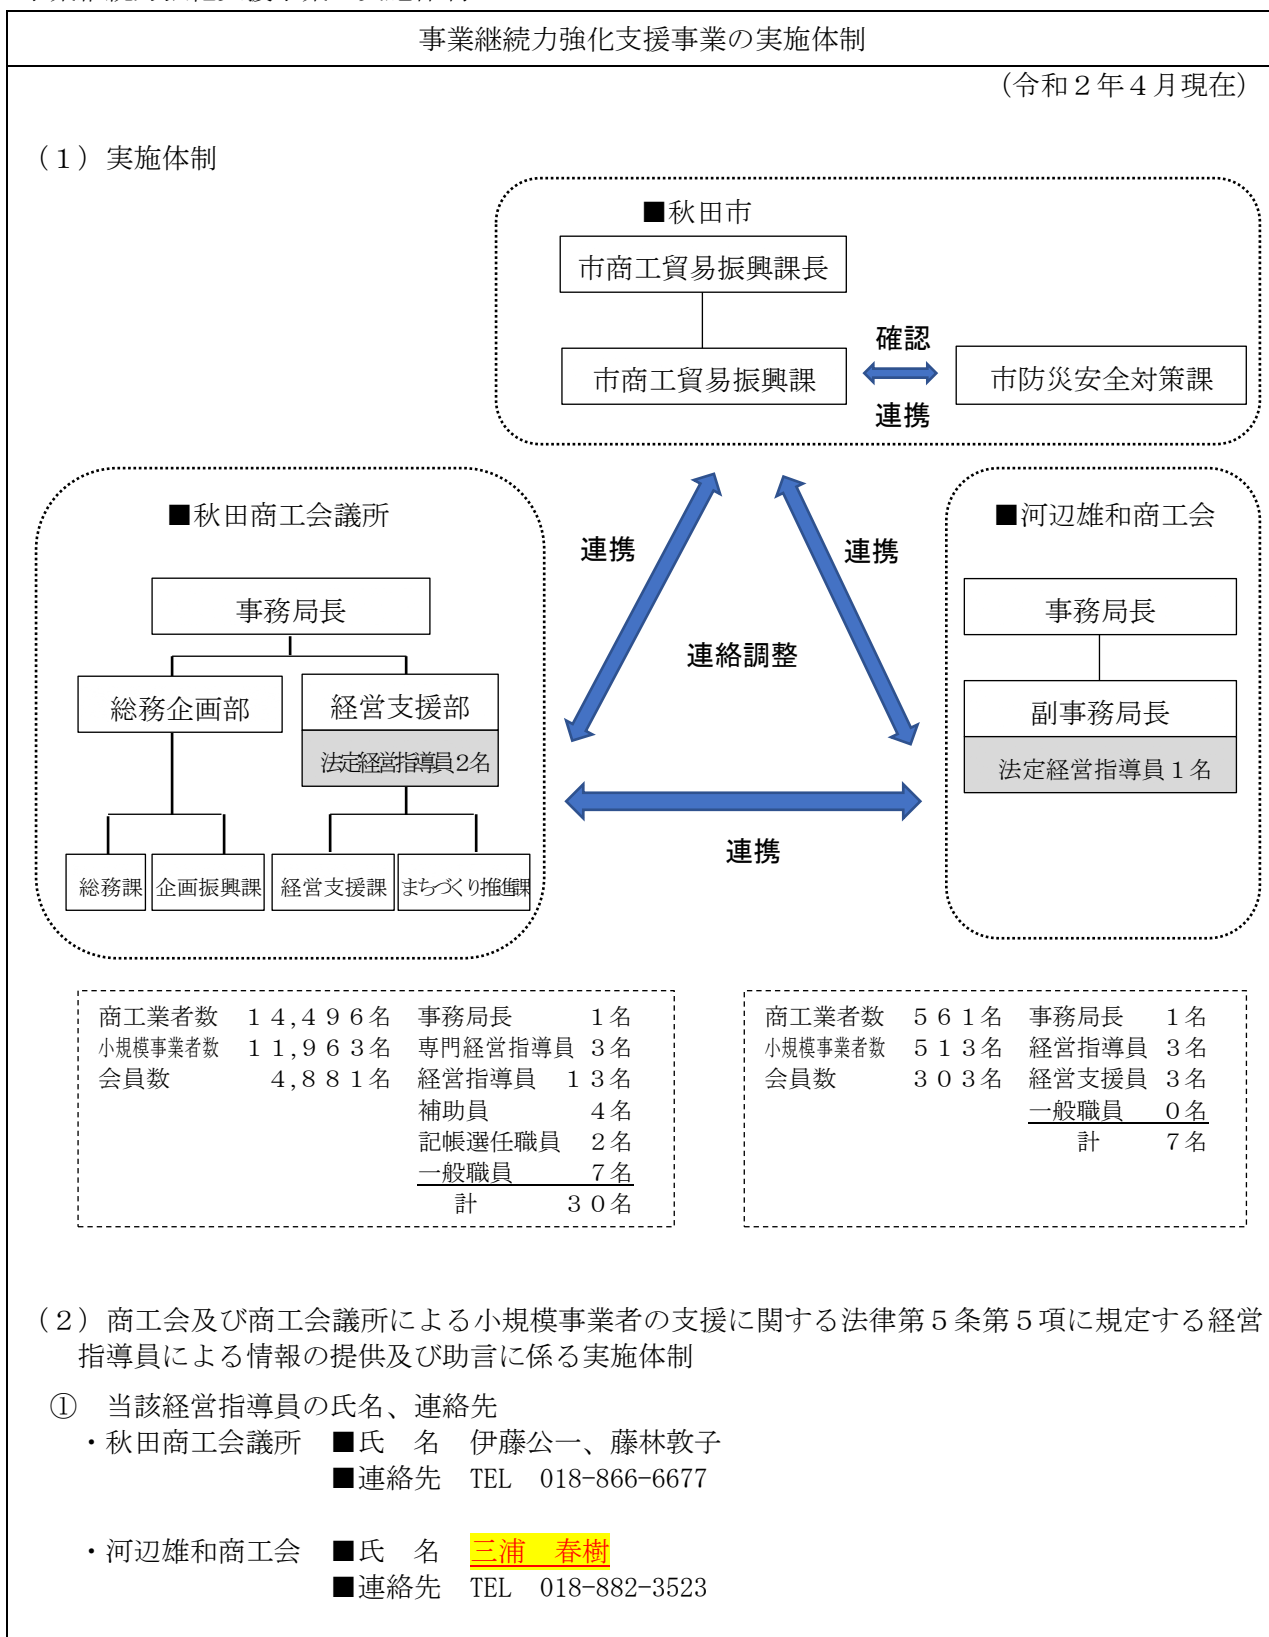 事業継続力強化支援事業の実施体制
（令和２年４月現在）
（１）実施体制
■秋田市
市商工貿易振興課長
確認
市商工貿易振興課
市防災安全対策課
連携
■秋田商工会議所
■河辺雄和商工会
連携
連携
事務局長
事務局長
連絡調整
総務企画部
経営支援部
副事務局長
法定経営指導員2名
法定経営指導員１名
連携
総務課
企画振興課
経営支援課
まちづくり推進課
商工業者数 １４,４９６名 事務局長 １名
小規模事業者数 １１,９６３名 専門経営指導員 ３名
会員数 ４,８８１名 経営指導員 １３名
補助員 ４名
記帳選任職員 ２名
一般職員 ７名
計 ３０名
商工業者数 ５６１名 事務局長 １名
小規模事業者数 ５１３名 経営指導員 ３名
会員数 ３０３名 経営支援員 ３名
一般職員 ０名
計 ７名
（２）商工会及び商工会議所による小規模事業者の支援に関する法律第５条第５項に規定する経営
指導員による情報の提供及び助言に係る実施体制
① 当該経営指導員の氏名、連絡先
・秋田商工会議所 ■氏 名 伊藤公一、藤林敦子
■連絡先 TEL 018-866-6677
・河辺雄和商工会 ■氏 名 三浦 春樹
■連絡先 TEL 018-882-3523